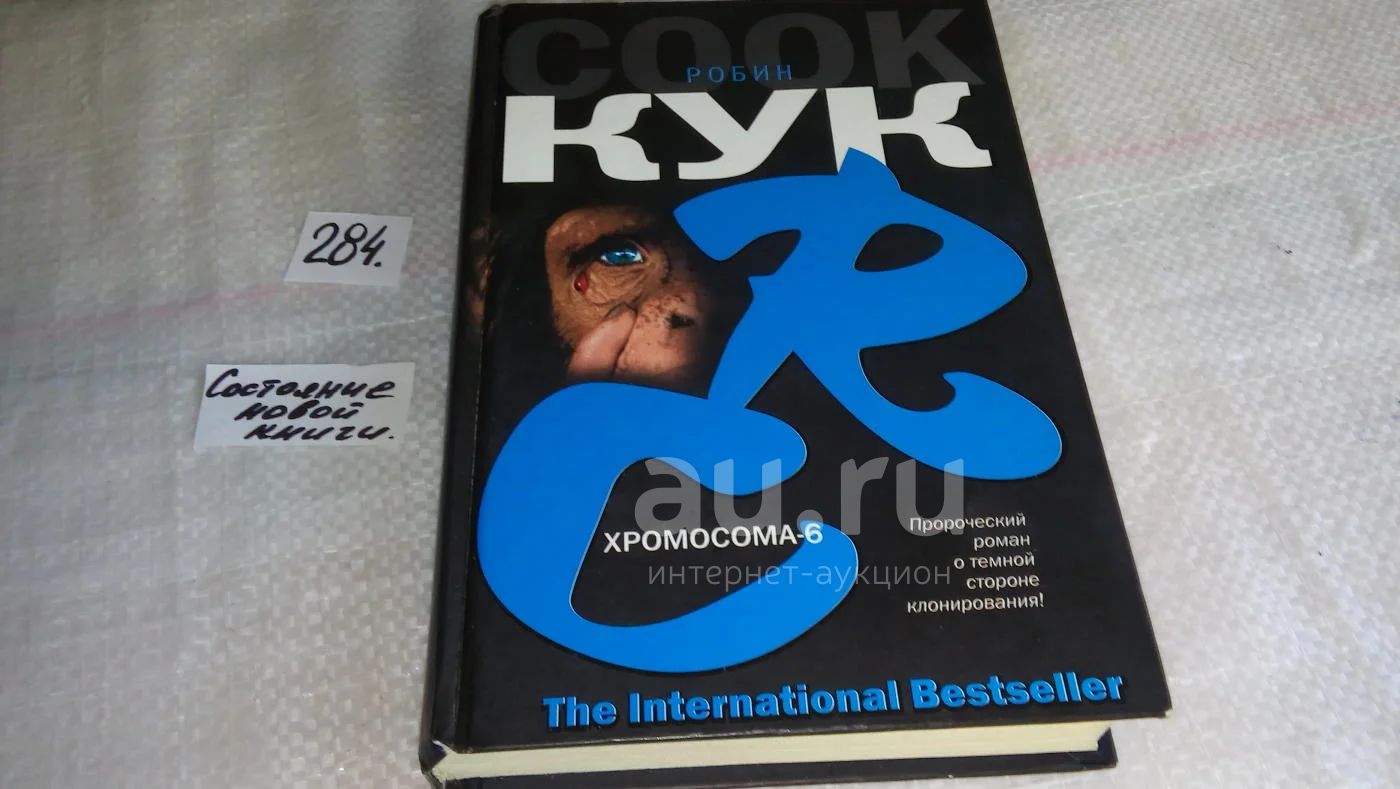 COOK
РОБИН
КУК
284.
Состояние
новой
книги.
RC
au.ru
ХРОМОСОМА-6
интернет-аукцион
Пророческий
роман
о темной
стороне
клонирования!
The International Bestseller